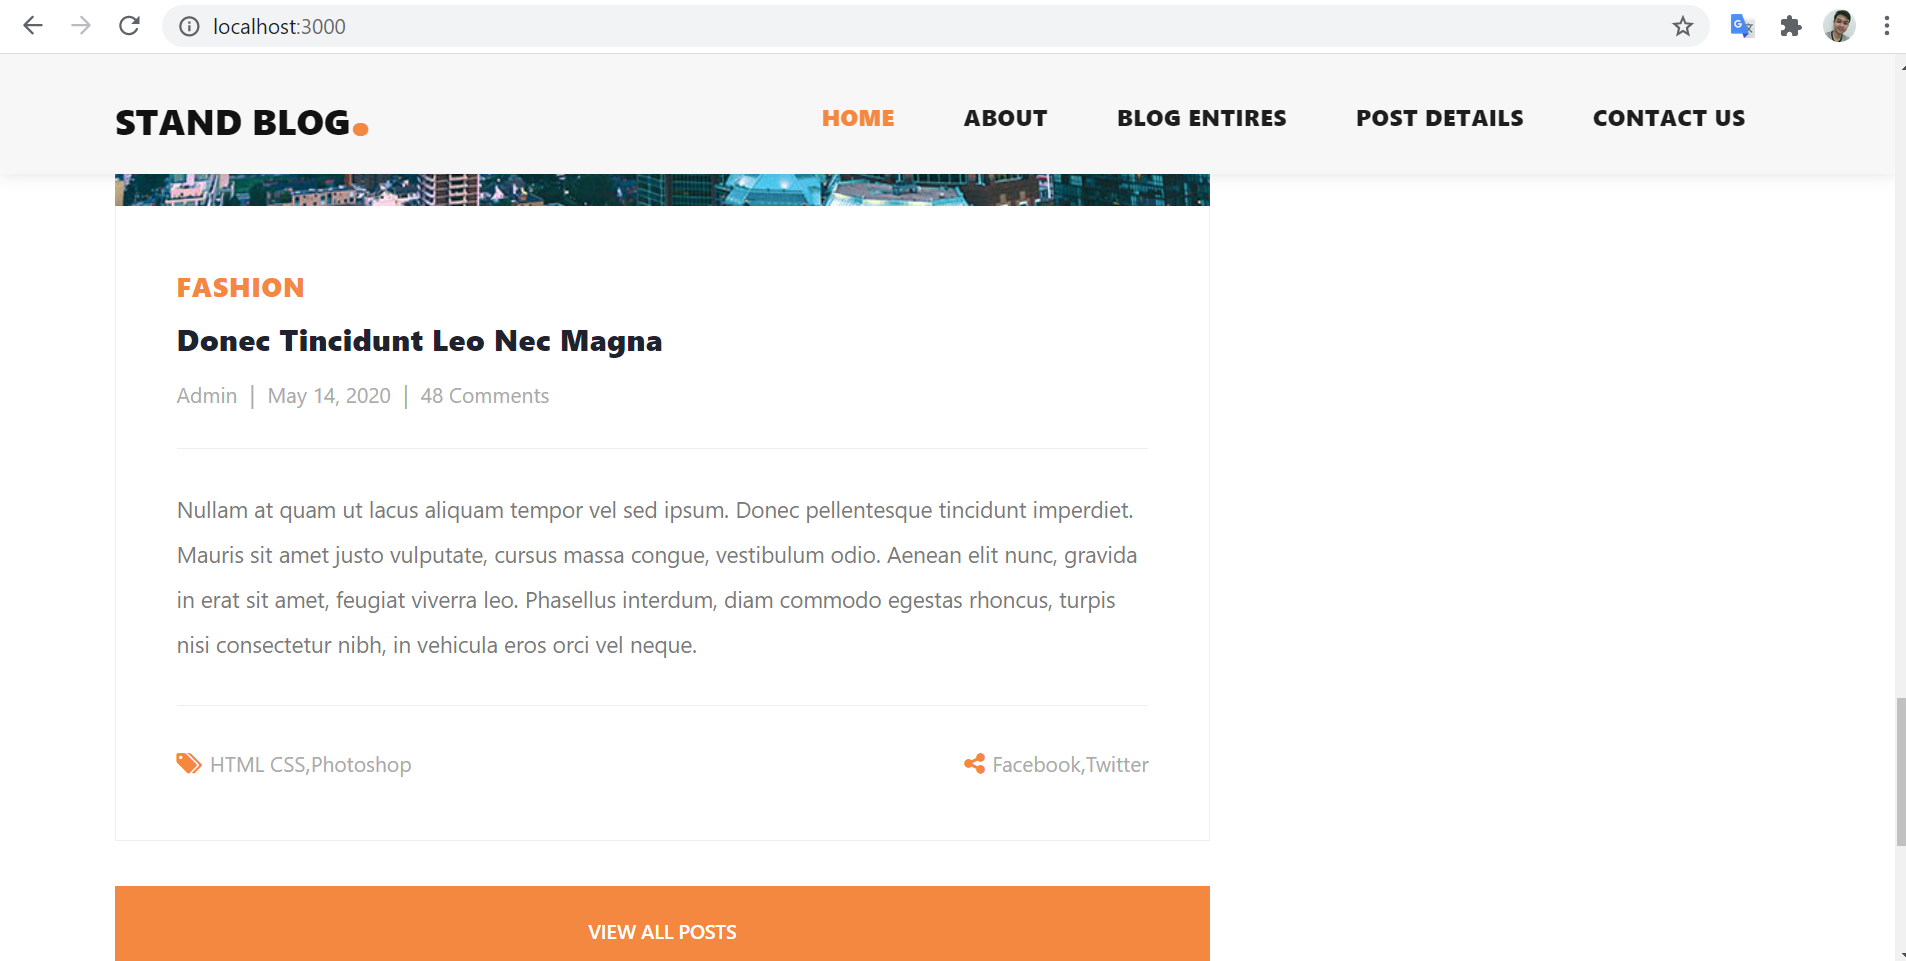 localhost:3000
STAND BLOG.
HOME ABOUT BLOG ENTIRES POST DETAILS CONTACT US
FASHION
Donec Tincidunt Leo Nec Magna
Admin | May 14, 2020 | 48 Comments
Nullam at quam ut lacus aliquam tempor vel sed ipsum. Donec pellentesque tincidunt imperdiet.
Mauris sit amet justo vulputate, cursus massa congue, vestibulum odio. Aenean elit nunc, gravida
in erat sit amet, feugiat viverra leo. Phasellus interdum, diam commodo egestas rhoncus, turpis
nisi consectetur nibh, in vehicula eros orci vel neque.
HTML CSS,Photoshop
Facebook,Twitter
VIEW ALL POSTS